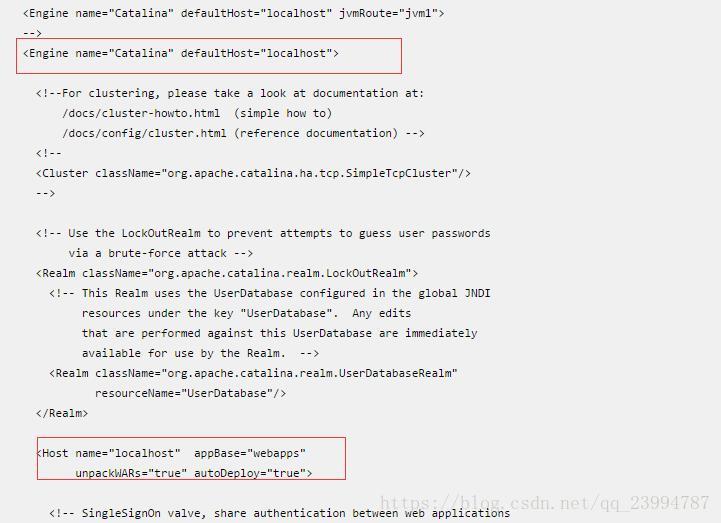 <Engine name="Catalina" defaultHost="localhost" jvmRoute="jvm1">
-->
<Engine name="Catalina" defaultHost="localhost">
<!--For clustering, please take a look at documentation at:
/docs/cluster-howto.html  (simple how to)
/docs/config/cluster.html (reference documentation) -->
<!--
<Cluster className="org.apache.catalina.ha.tcp.SimpleTcpCluster"/>
-->
<!-- Use the LockOutRealm to prevent attempts to guess user passwords
via a brute-force attack -->
<Realm className="org.apache.catalina.realm.LockOutRealm">
<!-- This Realm uses the UserDatabase configured in the global JNDI
resources under the key "UserDatabase".  Any edits
that are performed against this UserDatabase are immediately
available for use by the Realm.  -->
<Realm className="org.apache.catalina.realm.UserDatabaseRealm"
resourceName="UserDatabase"/>
</Realm>
<Host name="localhost"  appBase="webapps"
unpackWARs="true" autoDeploy="true">
<!-- SingleSignOn valve, share authentication between web applications
https://blog.csdn.net/qq_23994787